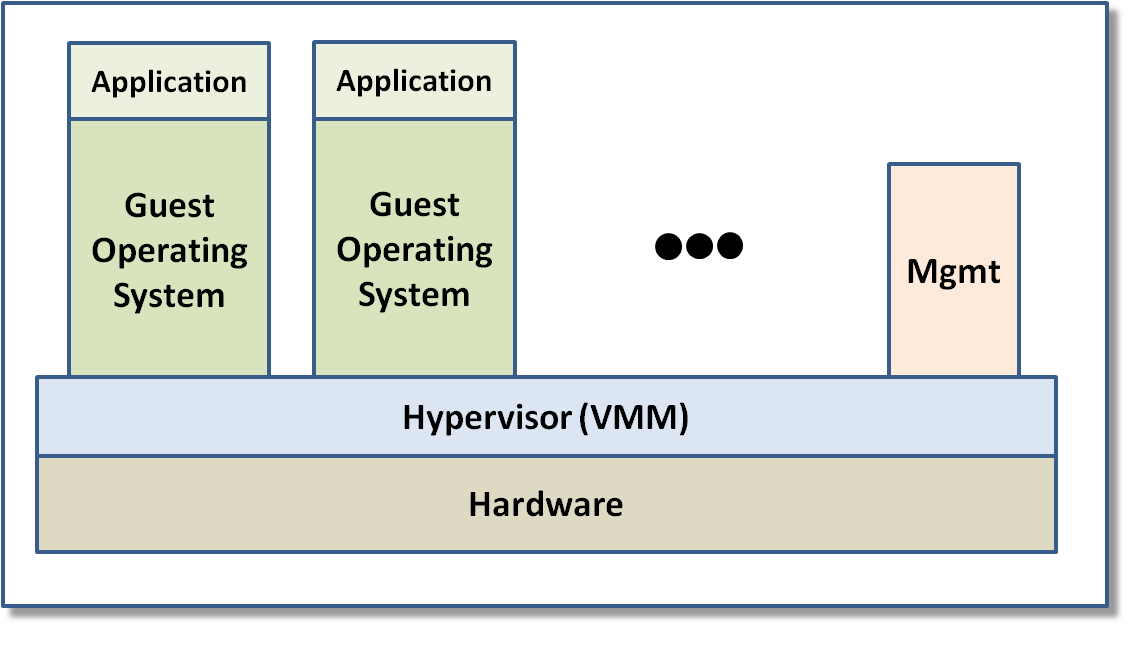 Application
Guest
Operating
System
Application
Guest
Operating
System
Mgmt
Hypervisor (VMM)
Hardware